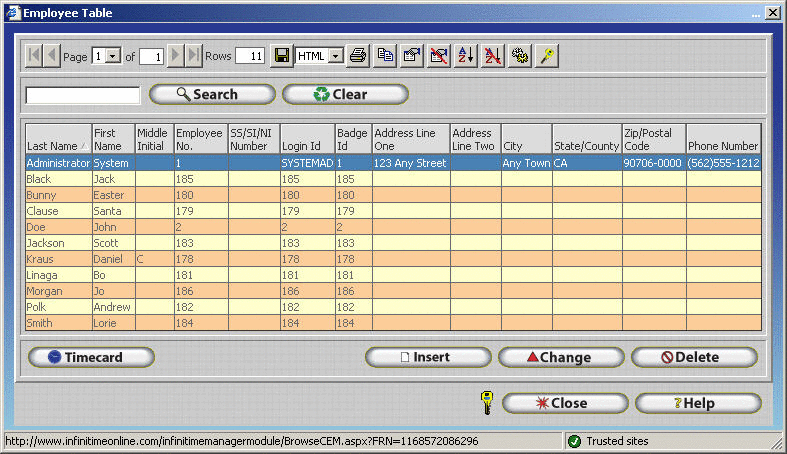 Employee Table
Page 1 of 1 Rows 11 HTML
Search Clear
Last Name First Name Middle Initial Employee No. SS/SI/NI Number Login Id Badge Id Address Line One Address Line Two City State/County Zip/Postal Code Phone Number
Administrator System 1 SYSTEMAD 1 123 Any Street Any Town CA 90706-0000 (562)555-1212
Black Jack 185 185 185
Bunny Easter 180 180 180
Clause Santa 179 179 179
Doe John 2 2 2
Jackson Scott 183 183 183
Kraus Daniel C 178 178 178
Linaga Bo 181 181 181
Morgan Jo 186 186 186
Polk Andrew 182 182 182
Smith Lorie 184 184 184
Timecard Insert Change Delete
Close Help
http://www.infinitimeonline.com/infinitimemanagermodule/BrowseCEM.aspx?FRN=1168572086296 Trusted sites